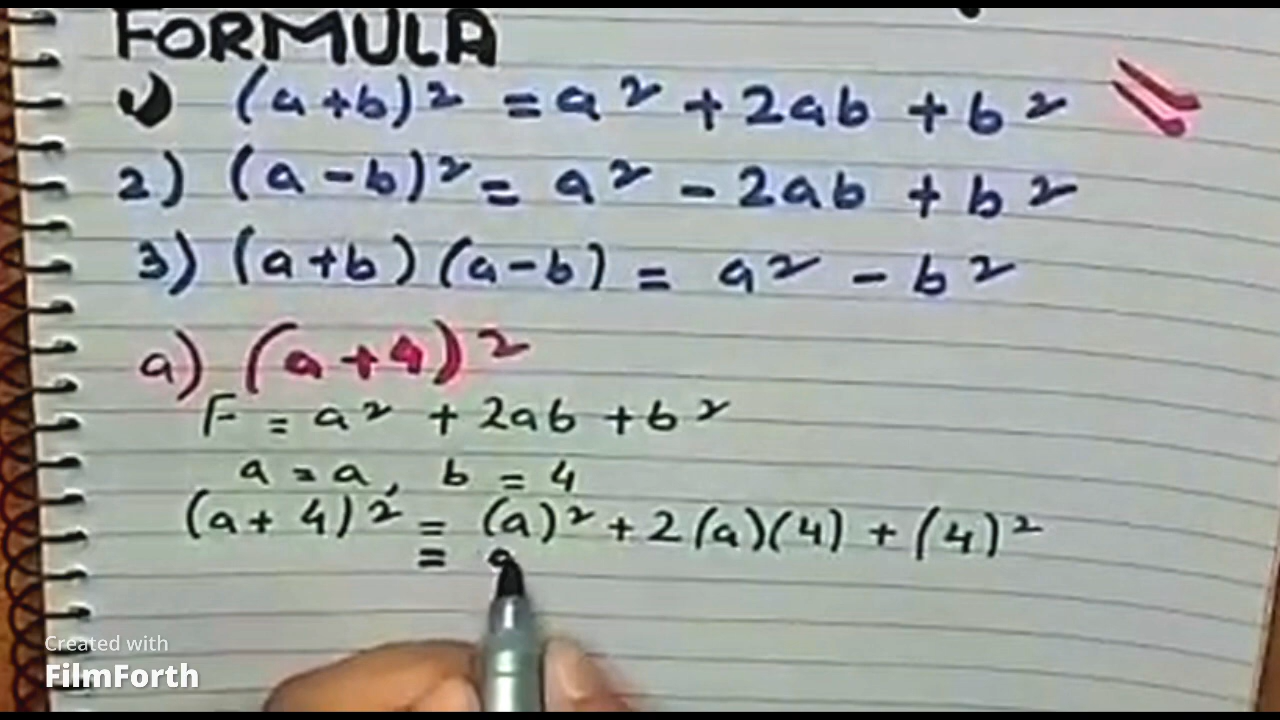 FORMULA
1) (a+b)² = a² + 2ab + b²
2) (a-b)² = a² - 2ab + b²
3) (a+b) (a-b) = a² - b²
a) (a+4)²
F = a² + 2ab + b²
a = a, b = 4
(a+ 4)² = (a)² + 2(a)(4) + (4)²
= a
Created with
FilmForth